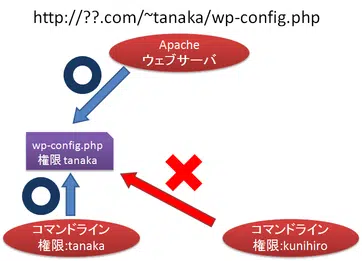 http://??.com/~tanaka/wp-config.php
Apache
ウェブサーバ
wp-config.php
権限 tanaka
コマンドライン
権限:tanaka
コマンドライン
権限:kunihiro